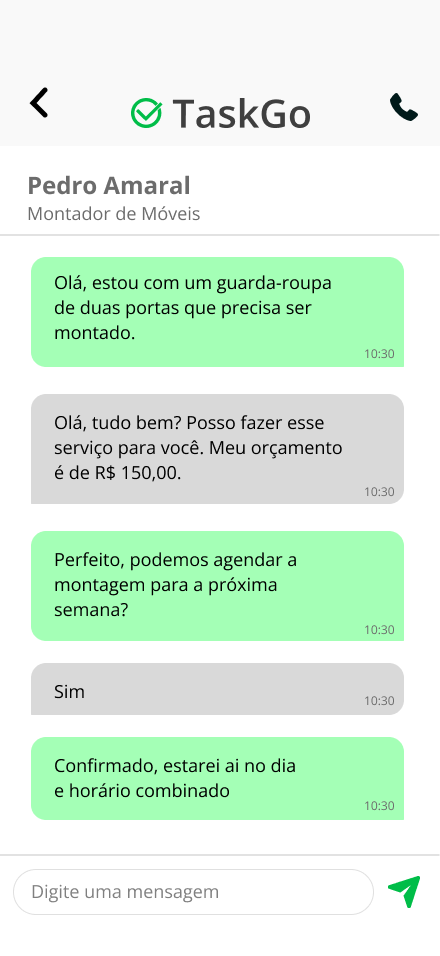 TaskGo
Pedro Amaral
Montador de Móveis
Olá, estou com um guarda-roupa
de duas portas que precisa ser
montado.
10:30
Olá, tudo bem? Posso fazer esse
serviço para você. Meu orçamento
é de R$ 150,00.
10:30
Perfeito, podemos agendar a
montagem para a próxima
semana?
10:30
Sim
10:30
Confirmado, estarei ai no dia
e horário combinado
10:30
Digite uma mensagem